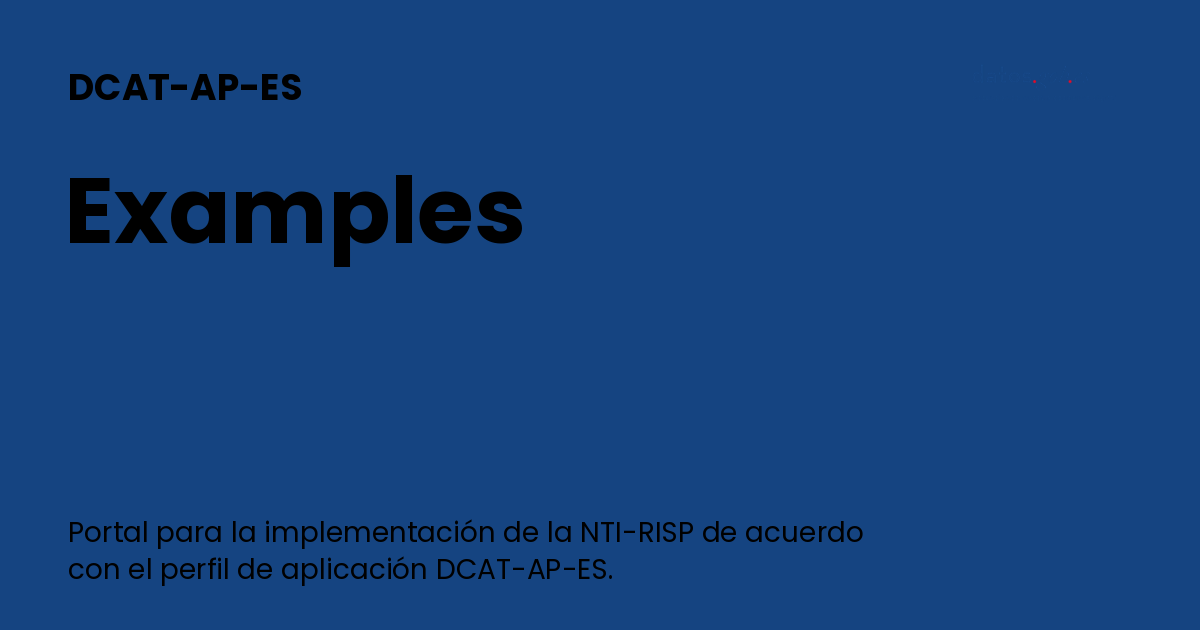 DCAT-AP-ES
Examples
Portal para la implementación de la NTI-RISP de acuerdo
con el perfil de aplicación DCAT-AP-ES.